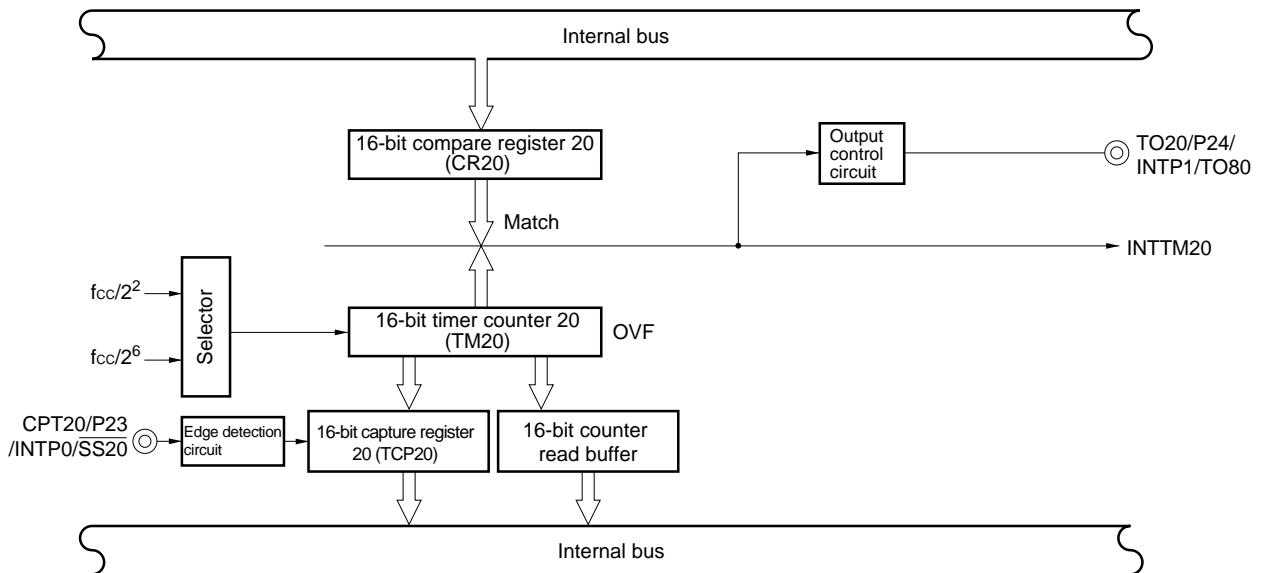 Internal bus
16-bit compare register 20
(CR20)
Output
control
circuit
TO20/P24/
INTP1/TO80
Match
INTTM20
fcc/2²
Selector
fcc/2⁶
16-bit timer counter 20
(TM20)
OVF
CPT20/P23
/INTP0/S̅S̅2̅0̅
Edge detection
circuit
16-bit capture register
20 (TCP20)
16-bit counter
read buffer
Internal bus